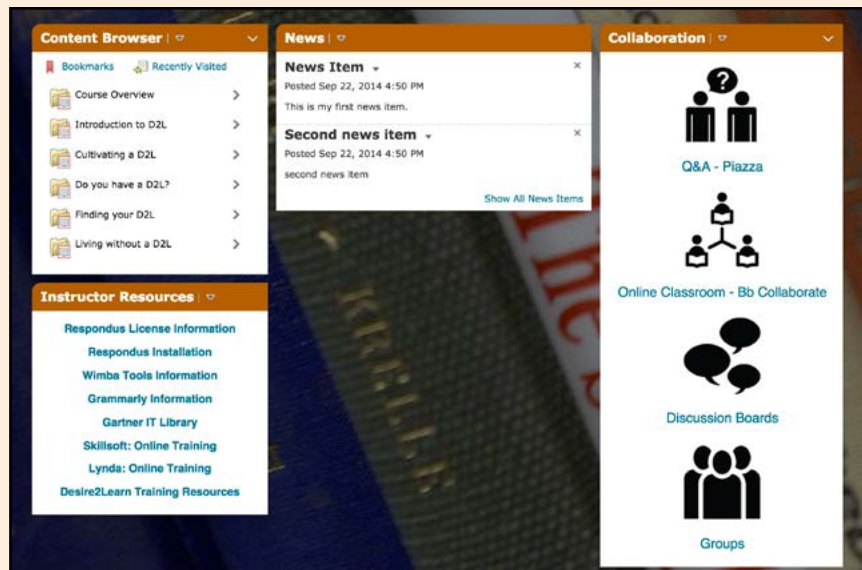 Content Browser
Bookmarks
Recently Visited
Course Overview
Introduction to D2L
Cultivating a D2L
Do you have a D2L?
Finding your D2L
Living without a D2L
Instructor Resources
Respondus License Information
Respondus Installation
Wimba Tools Information
Grammarly Information
Gartner IT Library
Skillsoft: Online Training
Lynda: Online Training
Desire2Learn Training Resources
News
News Item
Posted Sep 22, 2014 4:50 PM
This is my first news item.
Second news item
Posted Sep 22, 2014 4:50 PM
second news item
Show All News Items
Collaboration
?
Q&A - Piazza
Online Classroom - Bb Collaborate
Discussion Boards
Groups
KRELLE
The